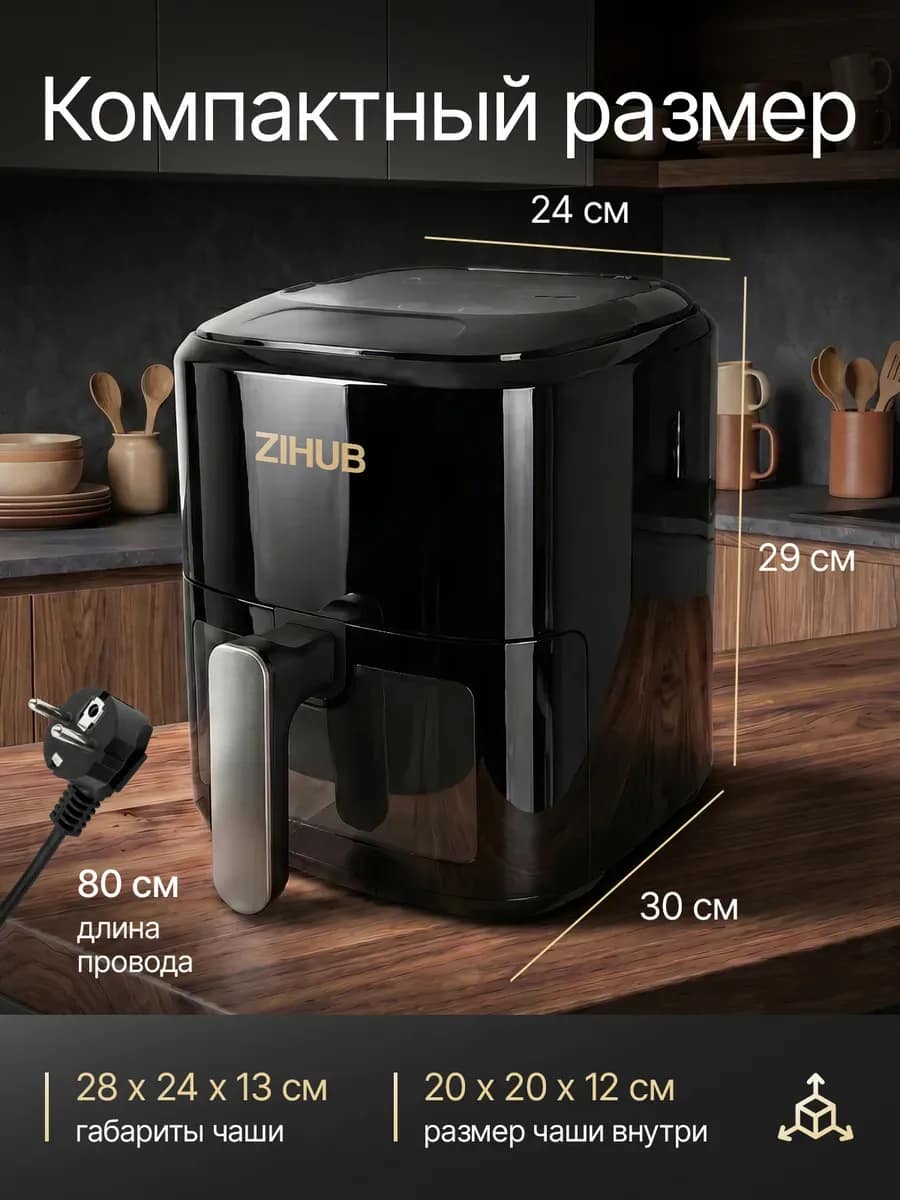 Компактный размер
24 см
ZIHUB
29 см
80 см
длина
провода
30 см
28 x 24 x 13 см
габариты чаши
20 x 20 x 12 см
размер чаши внутри